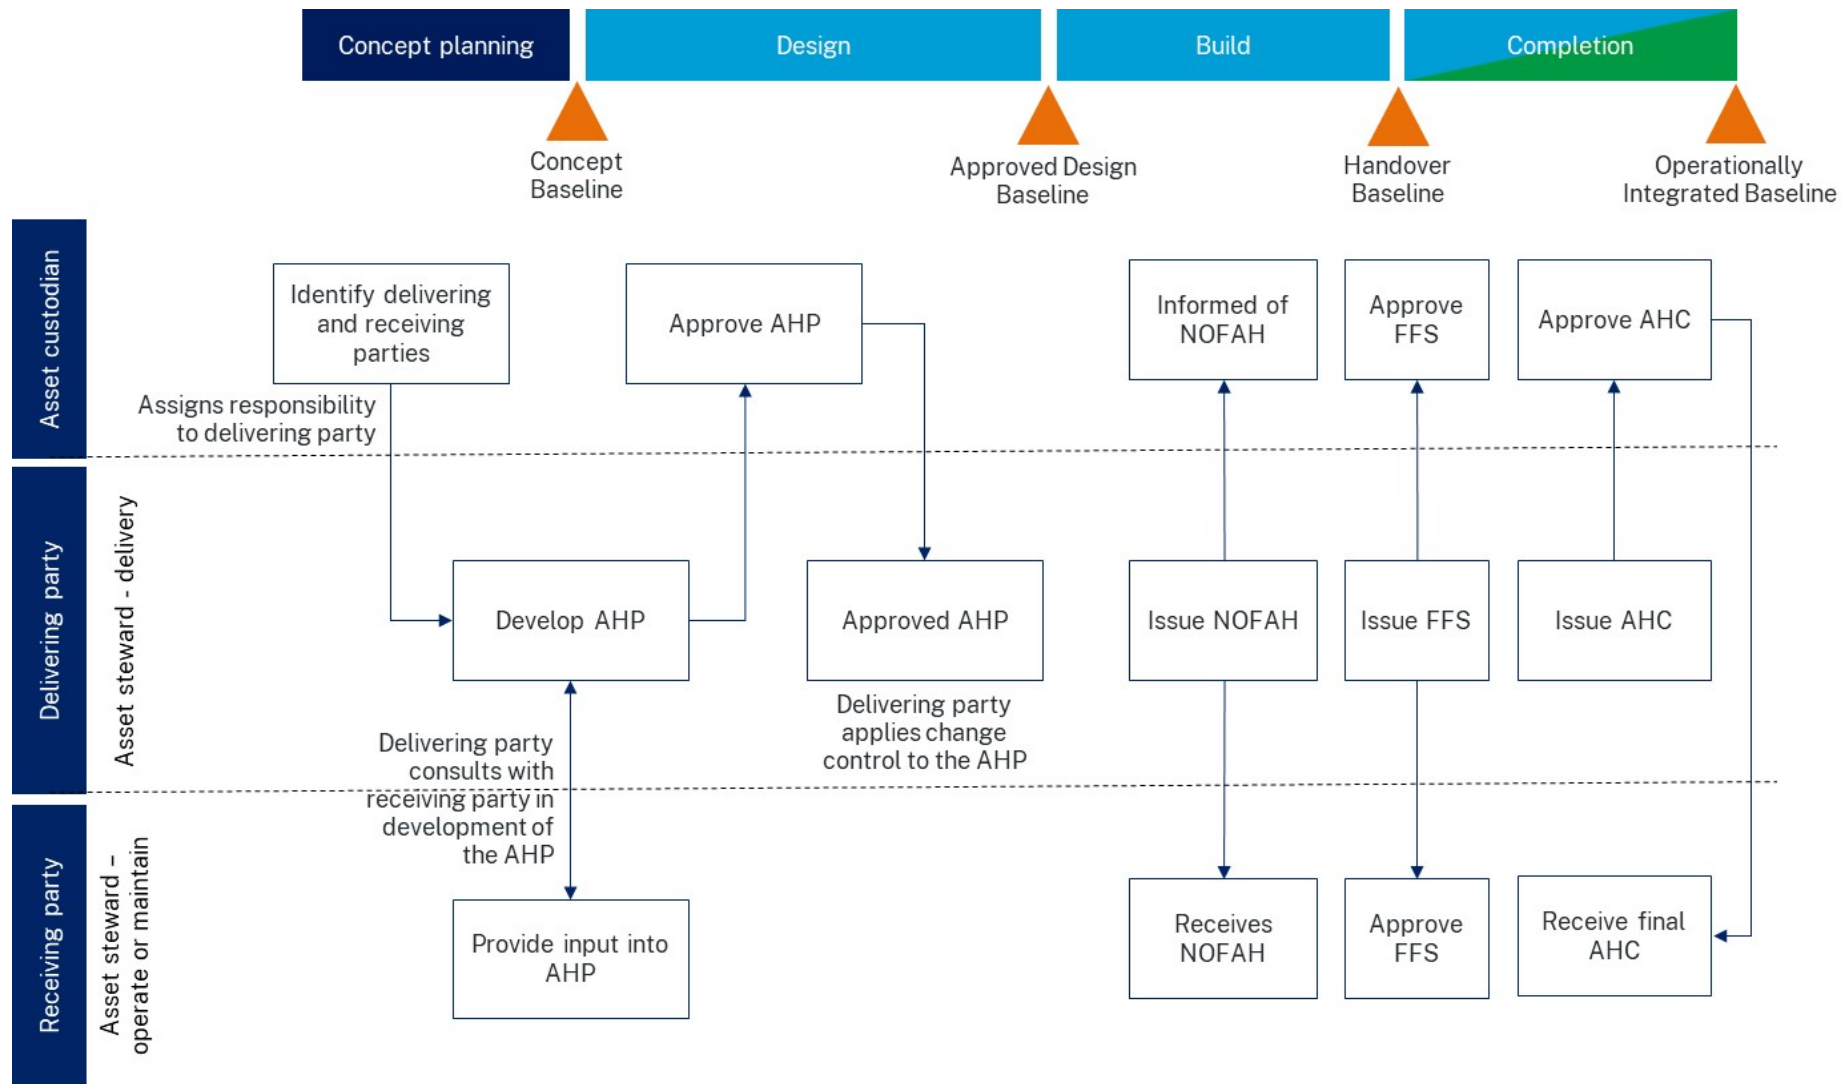 Concept planning
Design
Build
Completion
Concept
Baseline
Approved Design
Baseline
Handover
Baseline
Operationally
Integrated Baseline
Asset custodian
Identify delivering
and receiving
parties
Approve AHP
Informed of
NOFAH
Approve
FFS
Approve AHC
Assigns responsibility
to delivering party
Delivering party
Asset steward - delivery
Develop AHP
Approved AHP
Issue NOFAH
Issue FFS
Issue AHC
Delivering party
applies change
control to the AHP
Delivering party
consults with
receiving party in
development of
the AHP
Receiving party
Asset steward –
operate or maintain
Provide input into
AHP
Receives
NOFAH
Approve
FFS
Receive final
AHC